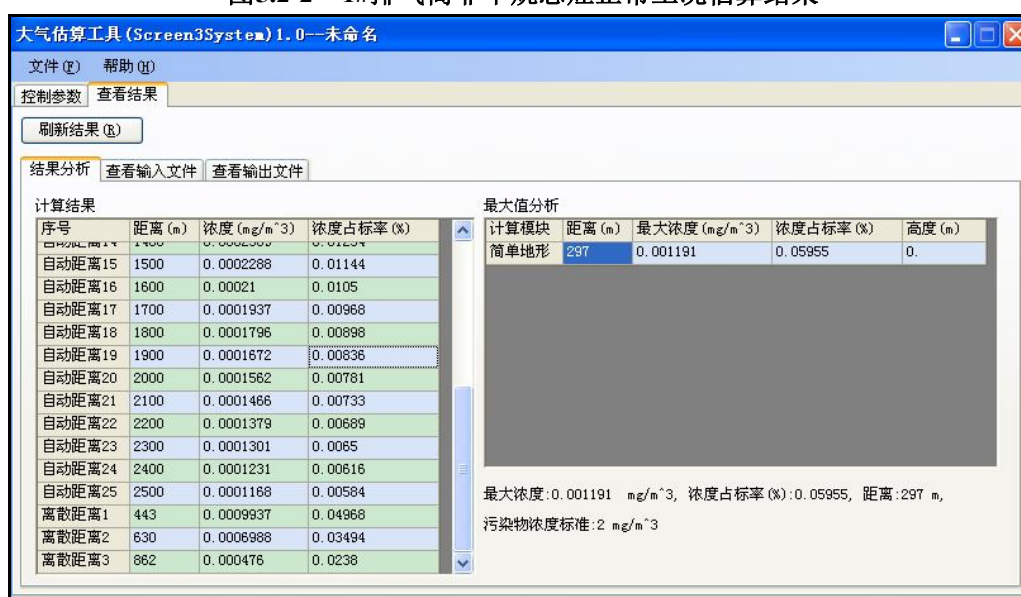 大气估算工具(Screen3System)1.0--未命名
文件(F) 帮助(H)
控制参数 查看结果
刷新结果(R)
结果分析 查看输入文件 查看输出文件
计算结果
序号 距离(m) 浓度(mg/m^3) 浓度占标率(%)
自动距离15 1500 0.0002288 0.01144
自动距离16 1600 0.00021 0.0105
自动距离17 1700 0.0001937 0.00968
自动距离18 1800 0.0001796 0.00898
自动距离19 1900 0.0001672 0.00836
自动距离20 2000 0.0001562 0.00781
自动距离21 2100 0.0001466 0.00733
自动距离22 2200 0.0001379 0.00689
自动距离23 2300 0.0001301 0.0065
自动距离24 2400 0.0001231 0.00616
自动距离25 2500 0.0001168 0.00584
离散距离1 443 0.0009937 0.04968
离散距离2 630 0.0006988 0.03494
离散距离3 862 0.000476 0.0238
最大值分析
计算模块 距离(m) 最大浓度(mg/m^3) 浓度占标率(%) 高度(m)
简单地形 297 0.001191 0.05955 0.
最大浓度:0.001191 mg/m^3, 浓度占标率(%):0.05955, 距离:297 m,
污染物浓度标准:2 mg/m^3